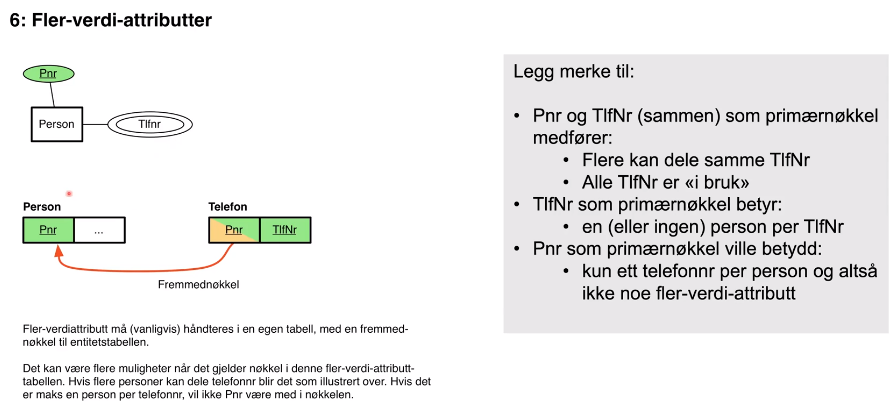 6: Fler-verdi-attributter
Pnr
Person
Tlfnr
Person
Pnr
...
Telefon
Pnr
TlfNr
Fremmednøkkel
Fler-verdiattributt må (vanligvis) håndteres i en egen tabell, med en fremmed-
nøkkel til entitetstabellen.
Det kan være flere muligheter når det gjelder nøkkel i denne fler-verdi-attributt-
tabellen. Hvis flere personer kan dele telefonnr blir det som illustrert over. Hvis det
er maks en person per telefonnr, vil ikke Pnr være med i nøkkelen.
Legg merke til:
• Pnr og TlfNr (sammen) som primærnøkkel
medfører:
• Flere kan dele samme TlfNr
• Alle TlfNr er «i bruk»
• TlfNr som primærnøkkel betyr:
• en (eller ingen) person per TlfNr
• Pnr som primærnøkkel ville betydd:
• kun ett telefonnr per person og altså
ikke noe fler-verdi-attributt